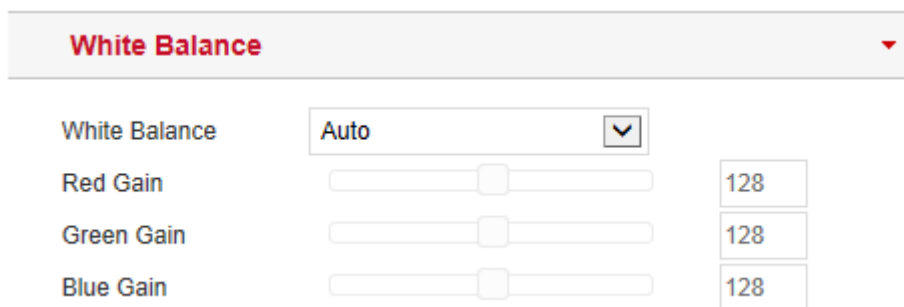 White Balance
White Balance Auto
Red Gain 128
Green Gain 128
Blue Gain 128